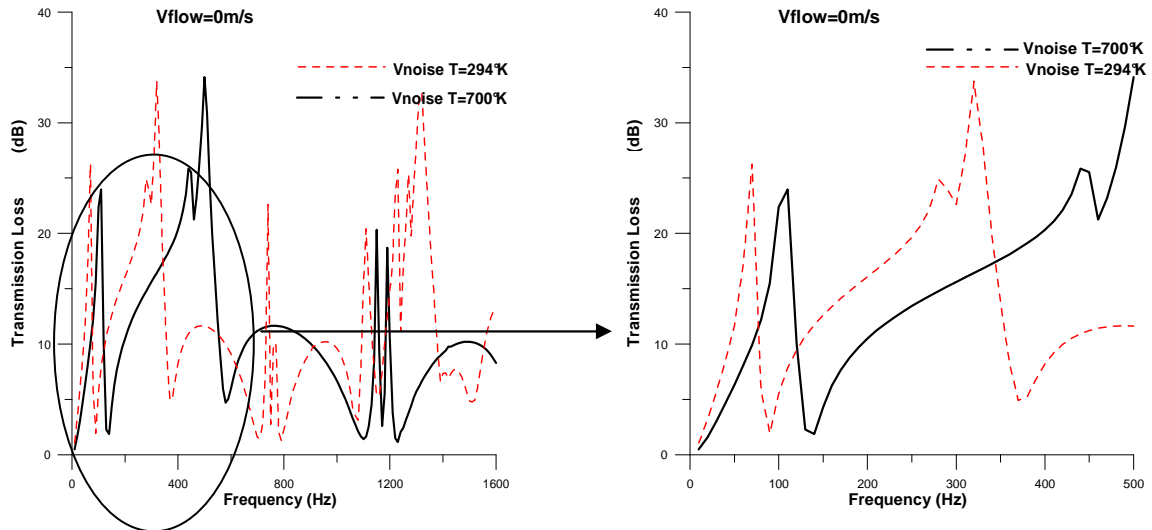 Vflow=0m/s
40
30
20
10
0
Transmission Loss (dB)
Vnoise T=294°K
Vnoise T=700°K
0
400
800
1200
1600
Frequency (Hz)
Vflow=0m/s
40
30
20
10
0
Transmission Loss (dB)
Vnoise T=700°K
Vnoise T=294°K
0
100
200
300
400
500
Frequency (Hz)